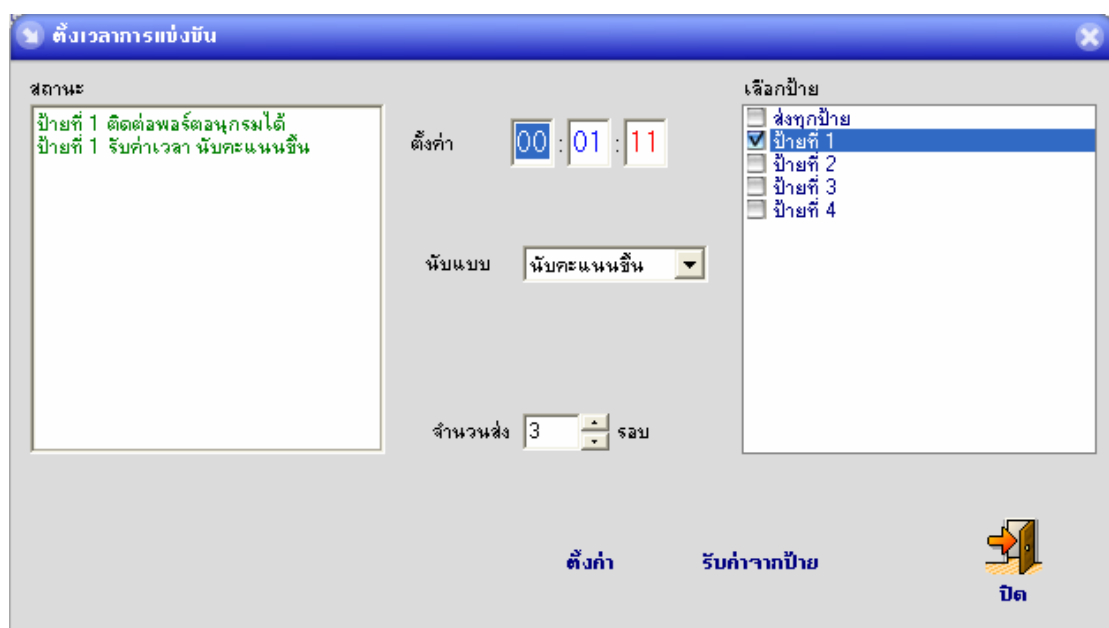 ตั้งเวลาการแข่งขัน
สถานะ
ป้ายที่ 1 ติดต่อพอร์ตอนุกรมได้
ป้ายที่ 1 รับค่าเวลา นับคะแนนขึ้น
ตั้งค่า 00 : 01 : 11
นับแบบ นับคะแนนขึ้น
จำนวนส่ง 3 รอบ
เลือกป้าย
ส่งทุกป้าย
ป้ายที่ 1
ป้ายที่ 2
ป้ายที่ 3
ป้ายที่ 4
ตั้งค่า รับค่าจากป้าย
ปิด